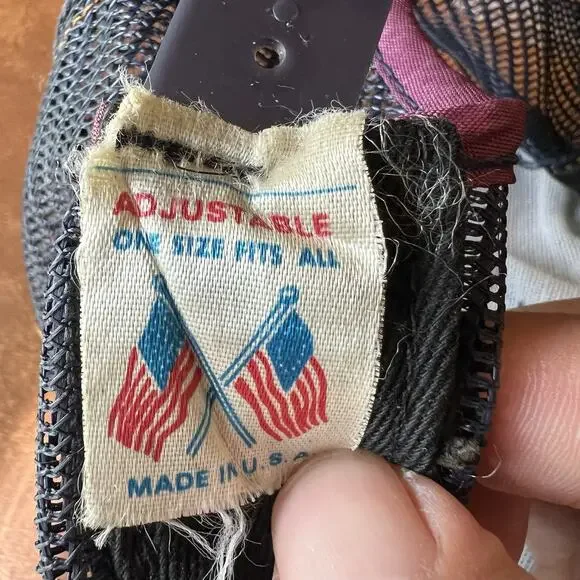 ADJUSTABLE
ONE SIZE FITS ALL
MADE IN U.S.A.